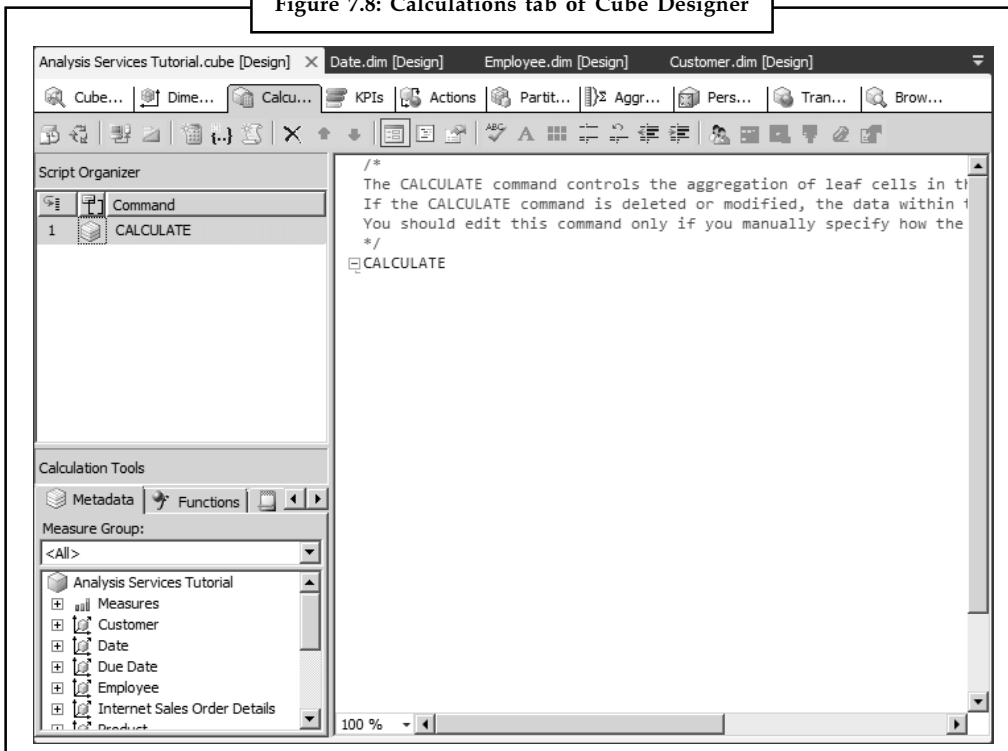 Figure 7.8: Calculations tab of Cube Designer
Analysis Services Tutorial.cube [Design] Date.dim [Design] Employee.dim [Design] Customer.dim [Design]
Cube... Dime... Calcu... KPIs Actions Partit... Aggr... Pers... Tran... Brow...
Script Organizer
Command
1 CALCULATE
/*
The CALCULATE command controls the aggregation of leaf cells in
If the CALCULATE command is deleted or modified, the data within
You should edit this command only if you manually specify how the
*/
CALCULATE
Calculation Tools
Metadata Functions
Measure Group:
<All>
Analysis Services Tutorial
Measures
Customer
Date
Due Date
Employee
Internet Sales Order Details
Product
100 %